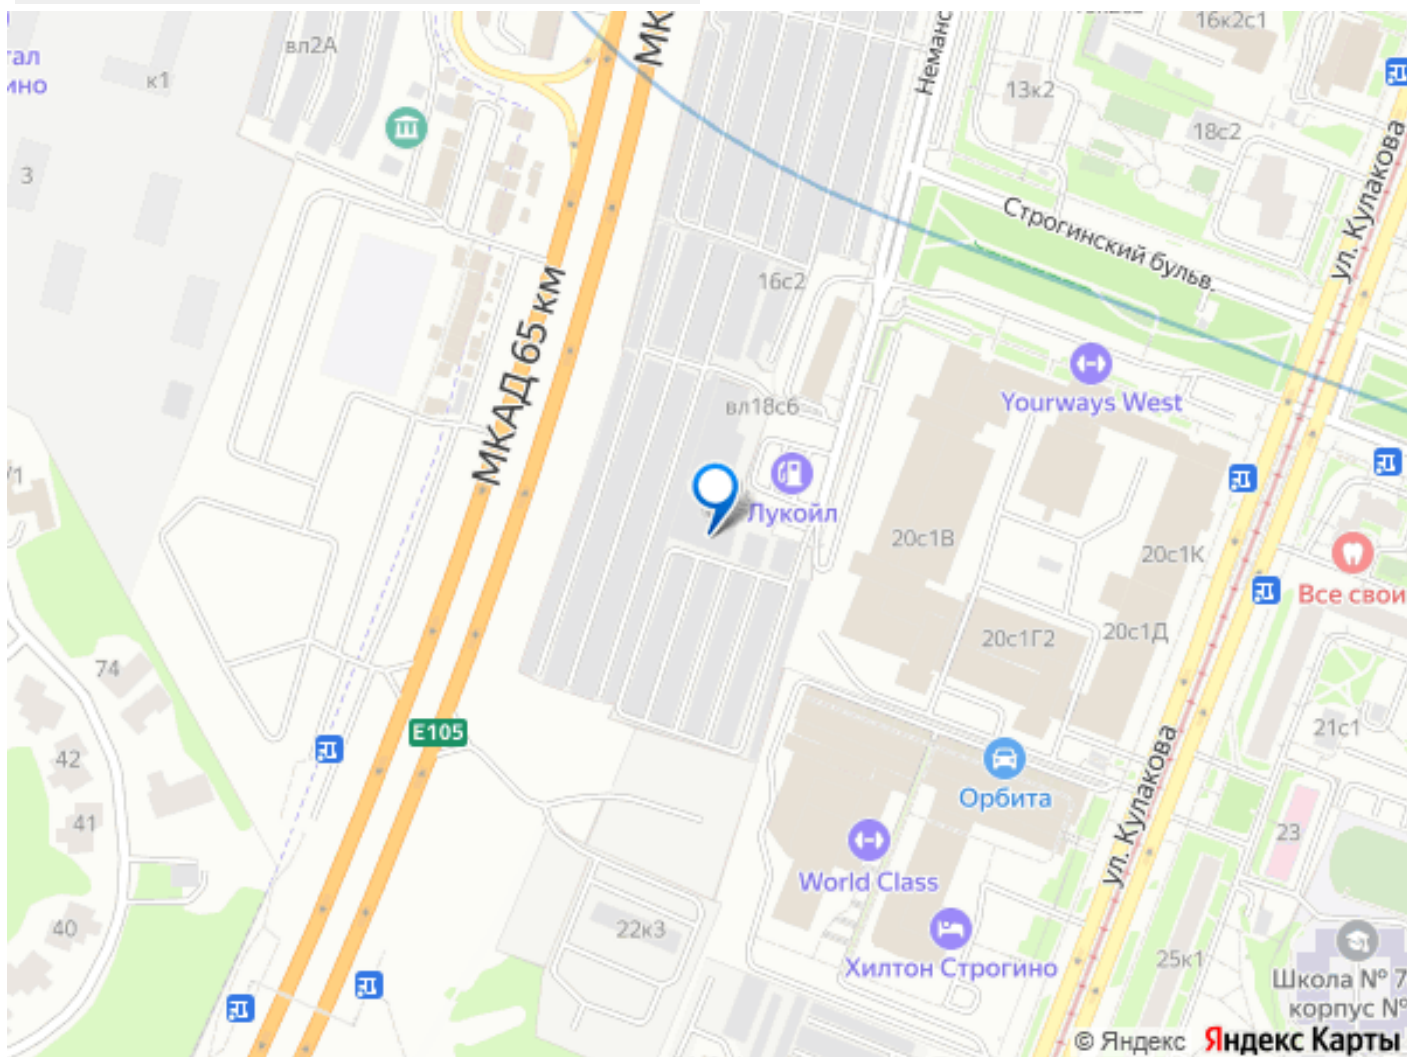 16к2с1
вл2А
МК
Неманс
тал
ино
к1
13к2
18с2
3
ул. Кулакова
Строгинский бульв.
16с2
МКАД 65 км
Yourways West
вл18с6
Лукойл
20с1В
20с1К
Все свои
20с1Г2
20с1Д
74
E105
21с1
42
Орбита
ул. Кулакова
41
23
World Class
40
22к3
Хилтон Строгино
25к1
Школа № 7
корпус №
© Яндекс Яндекс Карты